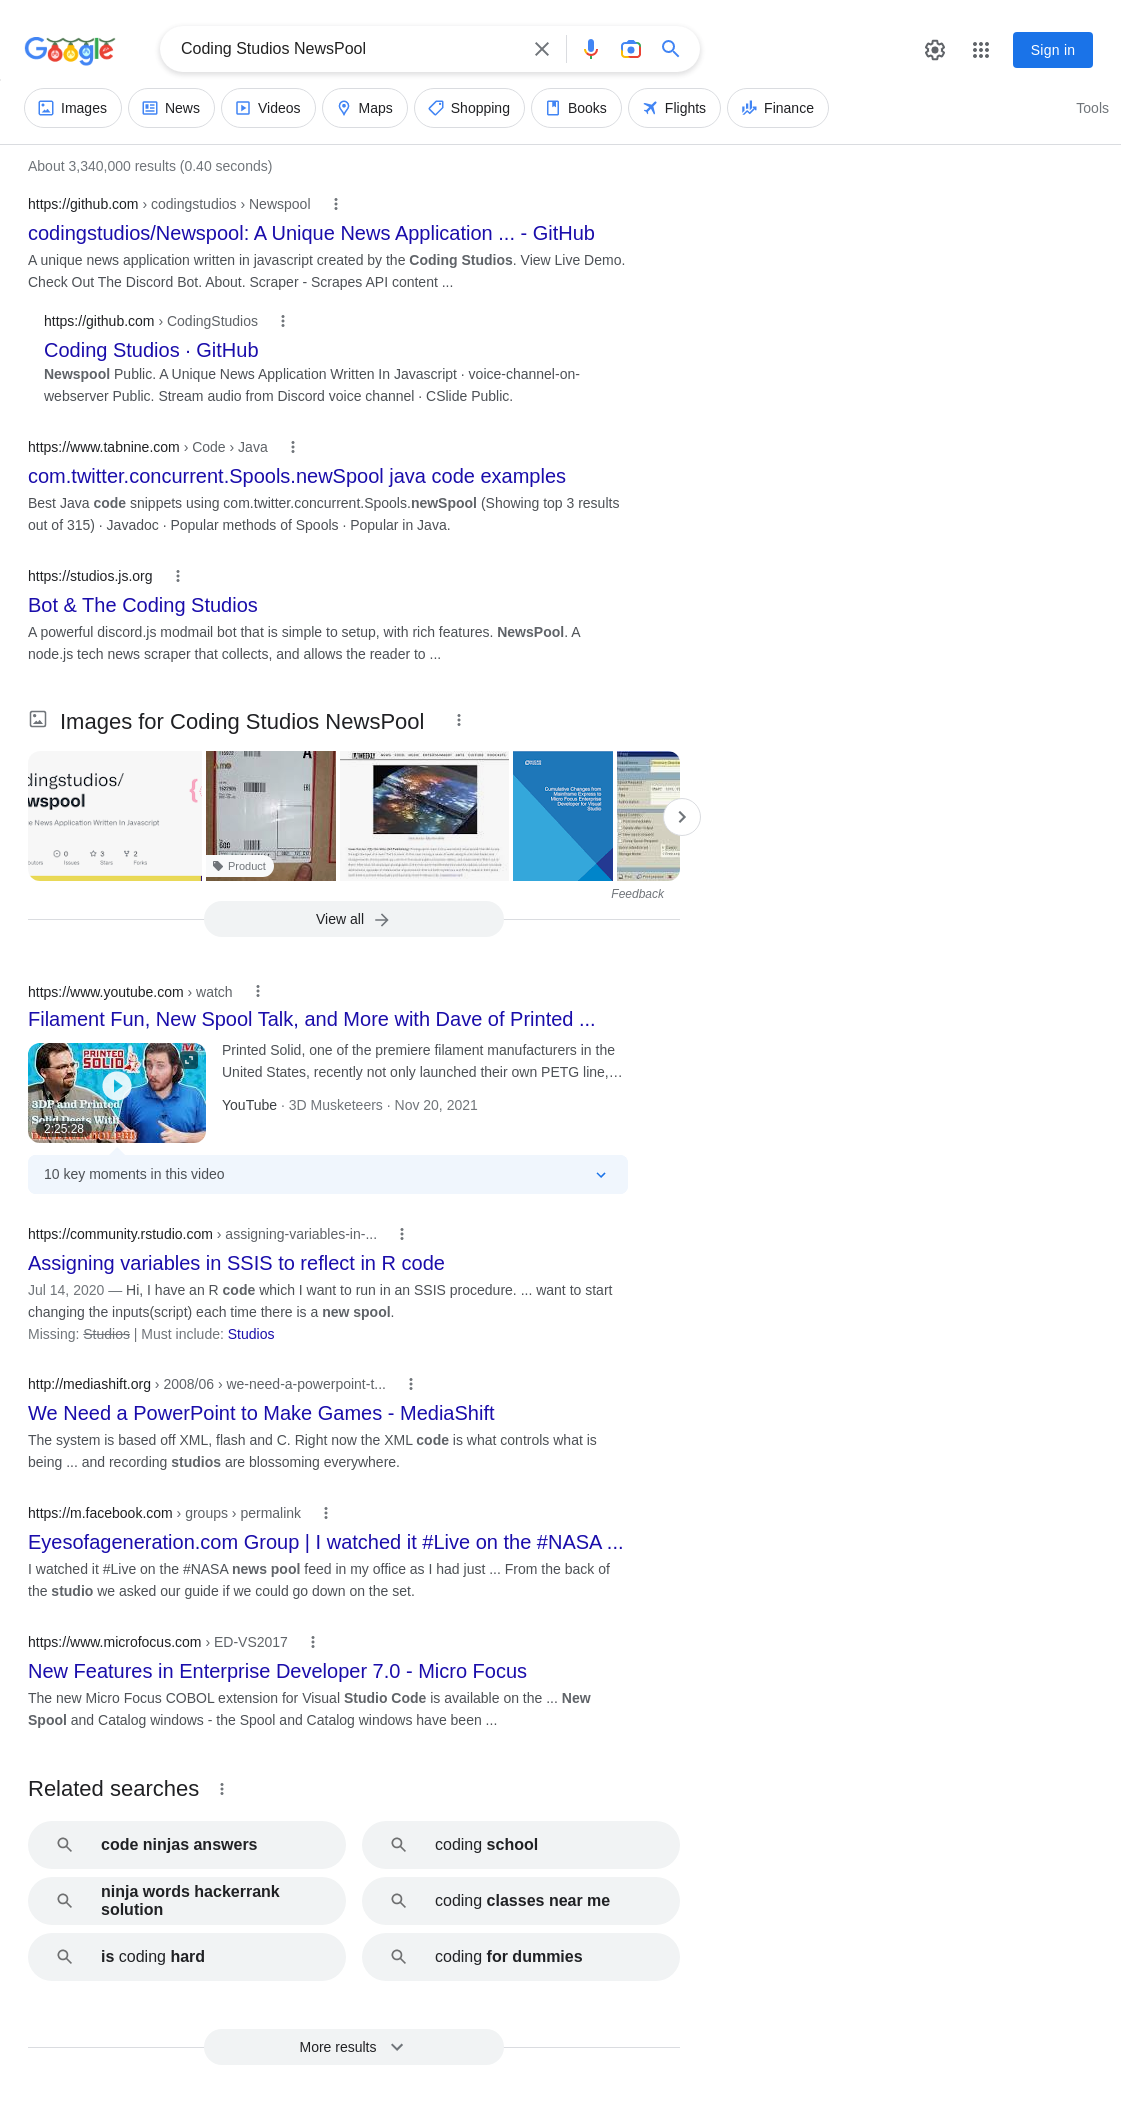 Google
Coding Studios NewsPool
Sign in
Images
News
Videos
Maps
Shopping
Books
Flights
Finance
Tools
About 3,340,000 results (0.40 seconds)
https://github.com › codingstudios › Newspool
codingstudios/Newspool: A Unique News Application ... - GitHub
A unique news application written in javascript created by the Coding Studios. View Live Demo.
Check Out The Discord Bot. About. Scraper - Scrapes API content ...
https://github.com › CodingStudios
Coding Studios · GitHub
Newspool Public. A Unique News Application Written In Javascript · voice-channel-on-
webserver Public. Stream audio from Discord voice channel · CSlide Public.
https://www.tabnine.com › Code › Java
com.twitter.concurrent.Spools.newSpool java code examples
Best Java code snippets using com.twitter.concurrent.Spools.newSpool (Showing top 3 results
out of 315) · Javadoc · Popular methods of Spools · Popular in Java.
https://studios.js.org
Bot & The Coding Studios
A powerful discord.js modmail bot that is simple to setup, with rich features. NewsPool. A
node.js tech news scraper that collects, and allows the reader to ...
Images for Coding Studios NewsPool
dingstudios/
wspool
e News Application Written In Javascript
0
3
2
Issues
Stars
Forks
Product
Cumulative Changes from
Mainframe Express to
Micro Focus Enterprise
Developer for Visual
Studio
Feedback
View all
https://www.youtube.com › watch
Filament Fun, New Spool Talk, and More with Dave of Printed ...
PRINTED
SOLID
3DP and Printed
Solid Deets With
2:25:28
Printed Solid, one of the premiere filament manufacturers in the
United States, recently not only launched their own PETG line,…
YouTube · 3D Musketeers · Nov 20, 2021
10 key moments in this video
https://community.rstudio.com › assigning-variables-in-...
Assigning variables in SSIS to reflect in R code
Jul 14, 2020 — Hi, I have an R code which I want to run in an SSIS procedure. ... want to start
changing the inputs(script) each time there is a new spool.
Missing: Studios | Must include: Studios
http://mediashift.org › 2008/06 › we-need-a-powerpoint-t...
We Need a PowerPoint to Make Games - MediaShift
The system is based off XML, flash and C. Right now the XML code is what controls what is
being ... and recording studios are blossoming everywhere.
https://m.facebook.com › groups › permalink
Eyesofageneration.com Group | I watched it #Live on the #NASA ...
I watched it #Live on the #NASA news pool feed in my office as I had just ... From the back of
the studio we asked our guide if we could go down on the set.
https://www.microfocus.com › ED-VS2017
New Features in Enterprise Developer 7.0 - Micro Focus
The new Micro Focus COBOL extension for Visual Studio Code is available on the ... New
Spool and Catalog windows - the Spool and Catalog windows have been ...
Related searches
code ninjas answers
coding school
ninja words hackerrank
solution
coding classes near me
is coding hard
coding for dummies
More results